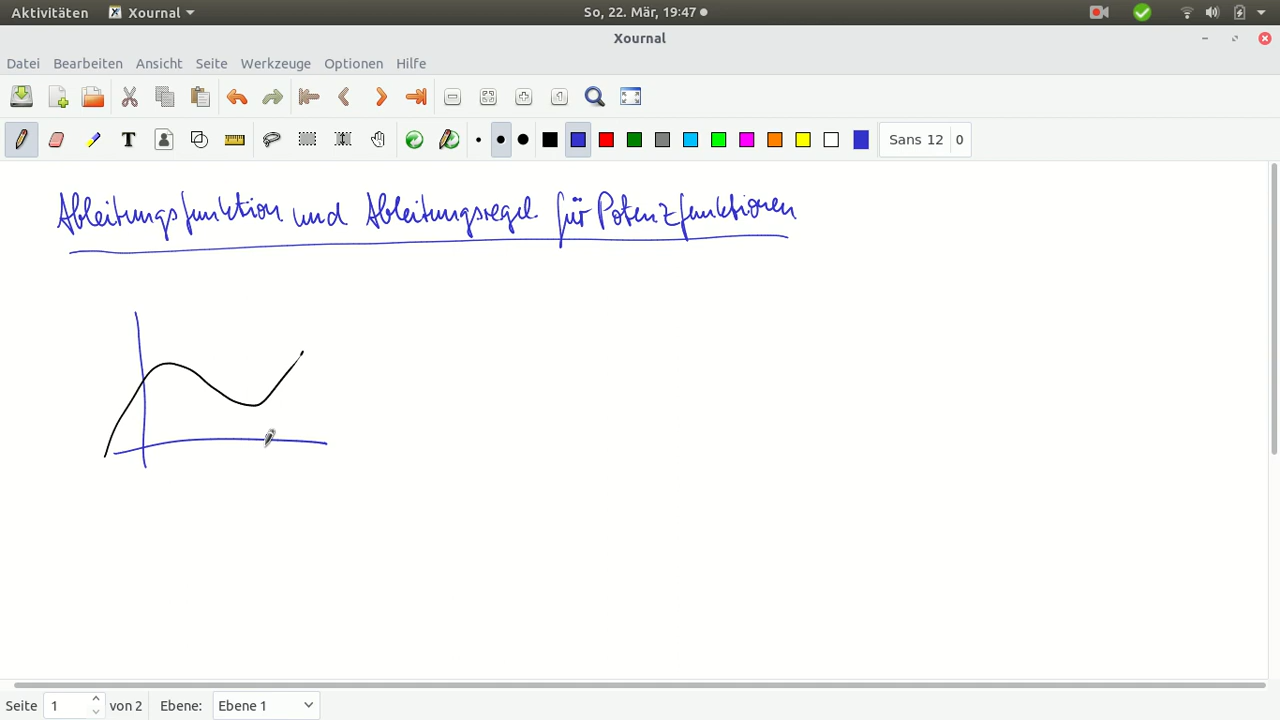 Aktivitäten Xournal So, 22. Mär, 19:47
Xournal
Datei Bearbeiten Ansicht Seite Werkzeuge Optionen Hilfe
T Sans 12 0
Ableitungsfunktion und Ableitungsregel für Potenzfunktionen
Seite 1 von 2 Ebene: Ebene 1